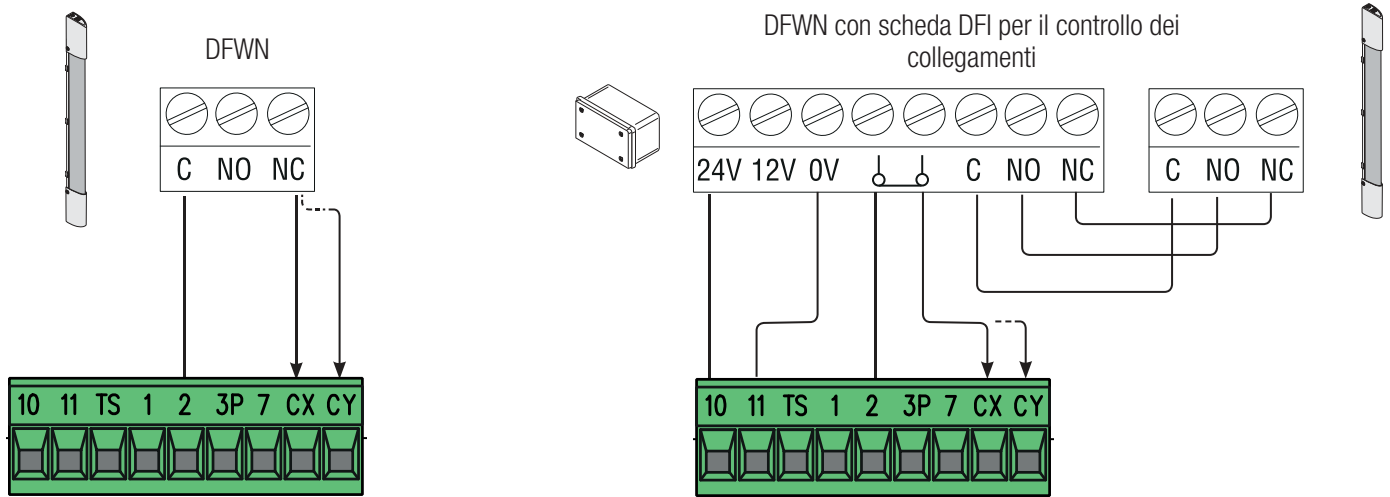 DFWN
C NO NC
10 11 TS 1 2 3P 7 CX CY
DFWN con scheda DFI per il controllo dei
collegamenti
24V 12V 0V C NO NC
C NO NC
10 11 TS 1 2 3P 7 CX CY